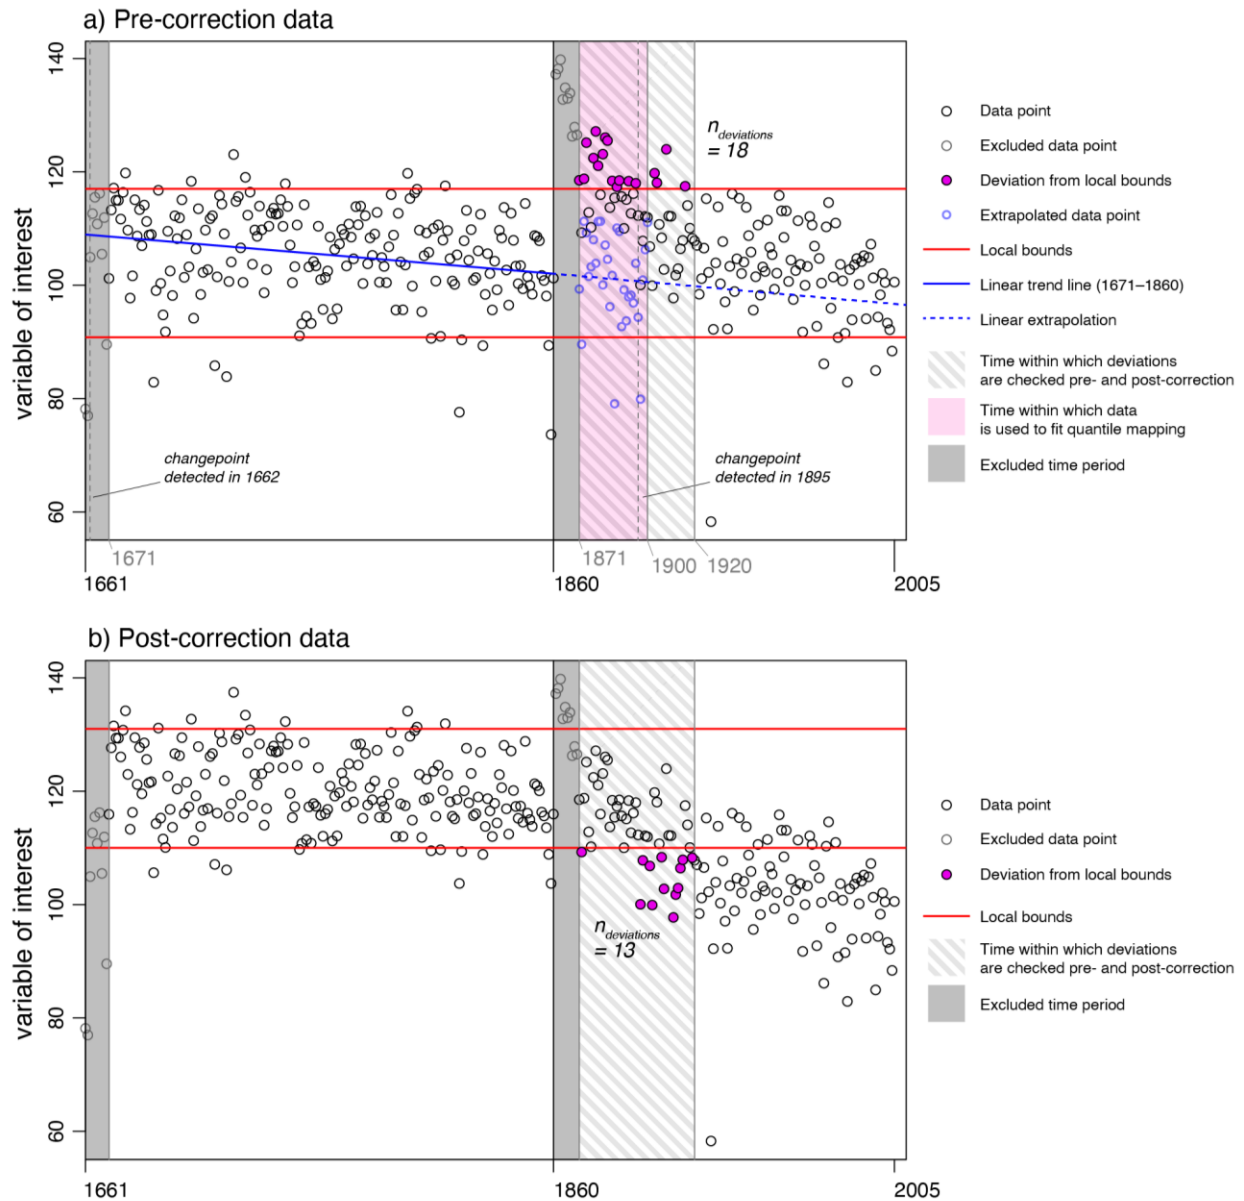 a) Pre-correction data
variable of interest
140
120
100
80
60
n deviations
= 18
changepoint
detected in 1662
changepoint
detected in 1895
1671
1871
1900
1920
1661
1860
2005
Data point
Excluded data point
Deviation from local bounds
Extrapolated data point
Local bounds
Linear trend line (1671–1860)
Linear extrapolation
Time within which deviations
are checked pre- and post-correction
Time within which data
is used to fit quantile mapping
Excluded time period
b) Post-correction data
variable of interest
140
120
100
80
60
n deviations
= 13
1661
1860
2005
Data point
Excluded data point
Deviation from local bounds
Local bounds
Time within which deviations
are checked pre- and post-correction
Excluded time period